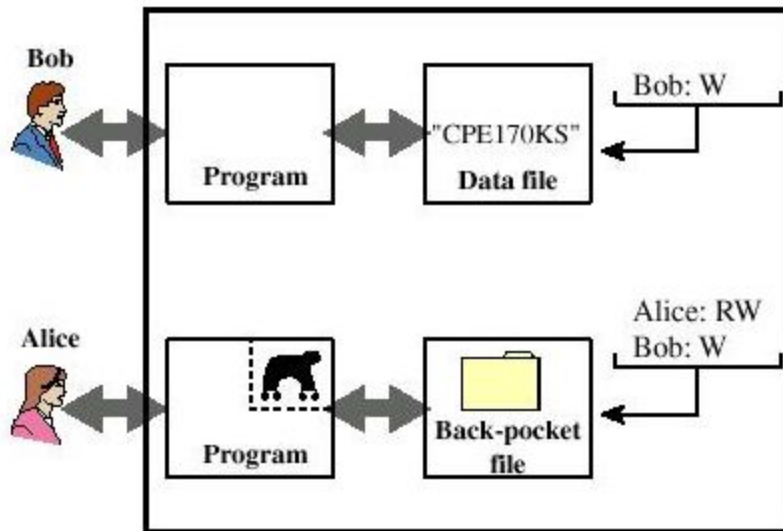 Bob
Bob: W
"CPE170KS"
Program
Data file
Alice
Alice: RW
Bob: W
Program
Back-pocket
file